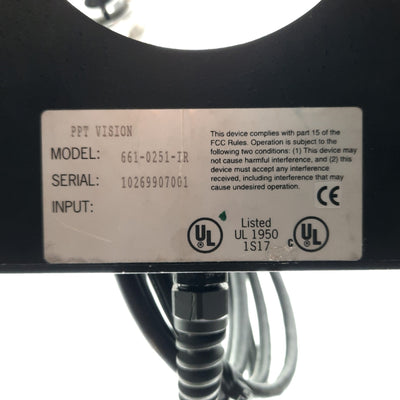 PPT VISION
MODEL: 661-0251-IR
SERIAL: 10269907001
INPUT:
This device complies with part 15 of the
FCC Rules. Operation is subject to the
following two conditions: (1) This device may
not cause harmful interference, and (2) this
device must accept any interference
received, including interference that may
cause undesired operation.
CE
UL
Listed
UL 1950
1S17
c UL